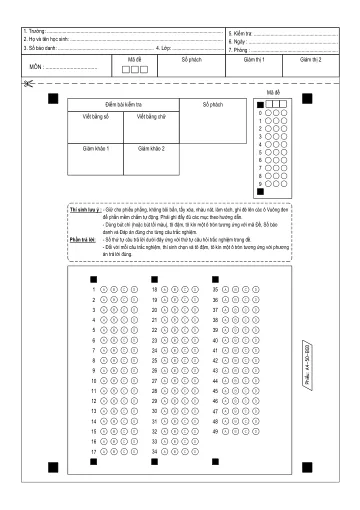 1. Trường: 
2. Họ và tên học sinh: 
3. Số báo danh: 4. Lớp: 
5. Kiểm tra: 
6. Ngày: 
7. Phòng: 
MÔN: 
Mã đề
Số phách
Giám thị 1
Giám thị 2
Mã đề
Điểm bài kiểm tra
Số phách
Viết bằng số
Viết bằng chữ
Giám khảo 1
Giám khảo 2
0
1
2
3
4
5
6
7
8
9
Thí sinh lưu ý: - Giữ cho phiếu phẳng, không bôi bẩn, tẩy xóa, nhàu nát, làm rách, ghi đè lên các ô Vuông đen
để phần mềm chấm tự động. Phải ghi đầy đủ các mục theo hướng dẫn.
- Dùng bút chì (hoặc bút tối màu), tô đậm, tô kín một ô tròn tương ứng với mã Đề, Số báo
danh và Đáp án đúng cho từng câu trắc nghiệm.
Phần trả lời: - Số thứ tự câu trả lời dưới đây ứng với thứ tự câu hỏi trắc nghiệm trong đề.
- Đối với mỗi câu trắc nghiệm, thí sinh chọn và tô đậm, tô kín một ô tròn tương ứng với phương
án trả lời đúng.
1 A B C D 18 A B C D 35 A B C D
2 A B C D 19 A B C D 36 A B C D
3 A B C D 20 A B C D 37 A B C D
4 A B C D 21 A B C D 38 A B C D
5 A B C D 22 A B C D 39 A B C D
6 A B C D 23 A B C D 40 A B C D
7 A B C D 24 A B C D 41 A B C D
8 A B C D 25 A B C D 42 A B C D
9 A B C D 26 A B C D 43 A B C D
10 A B C D 27 A B C D 44 A B C D
11 A B C D 28 A B C D 45 A B C D
12 A B C D 29 A B C D 46 A B C D
13 A B C D 30 A B C D 47 A B C D
14 A B C D 31 A B C D 48 A B C D
15 A B C D 32 A B C D 49 A B C D
16 A B C D 33 A B C D
17 A B C D 34 A B C D